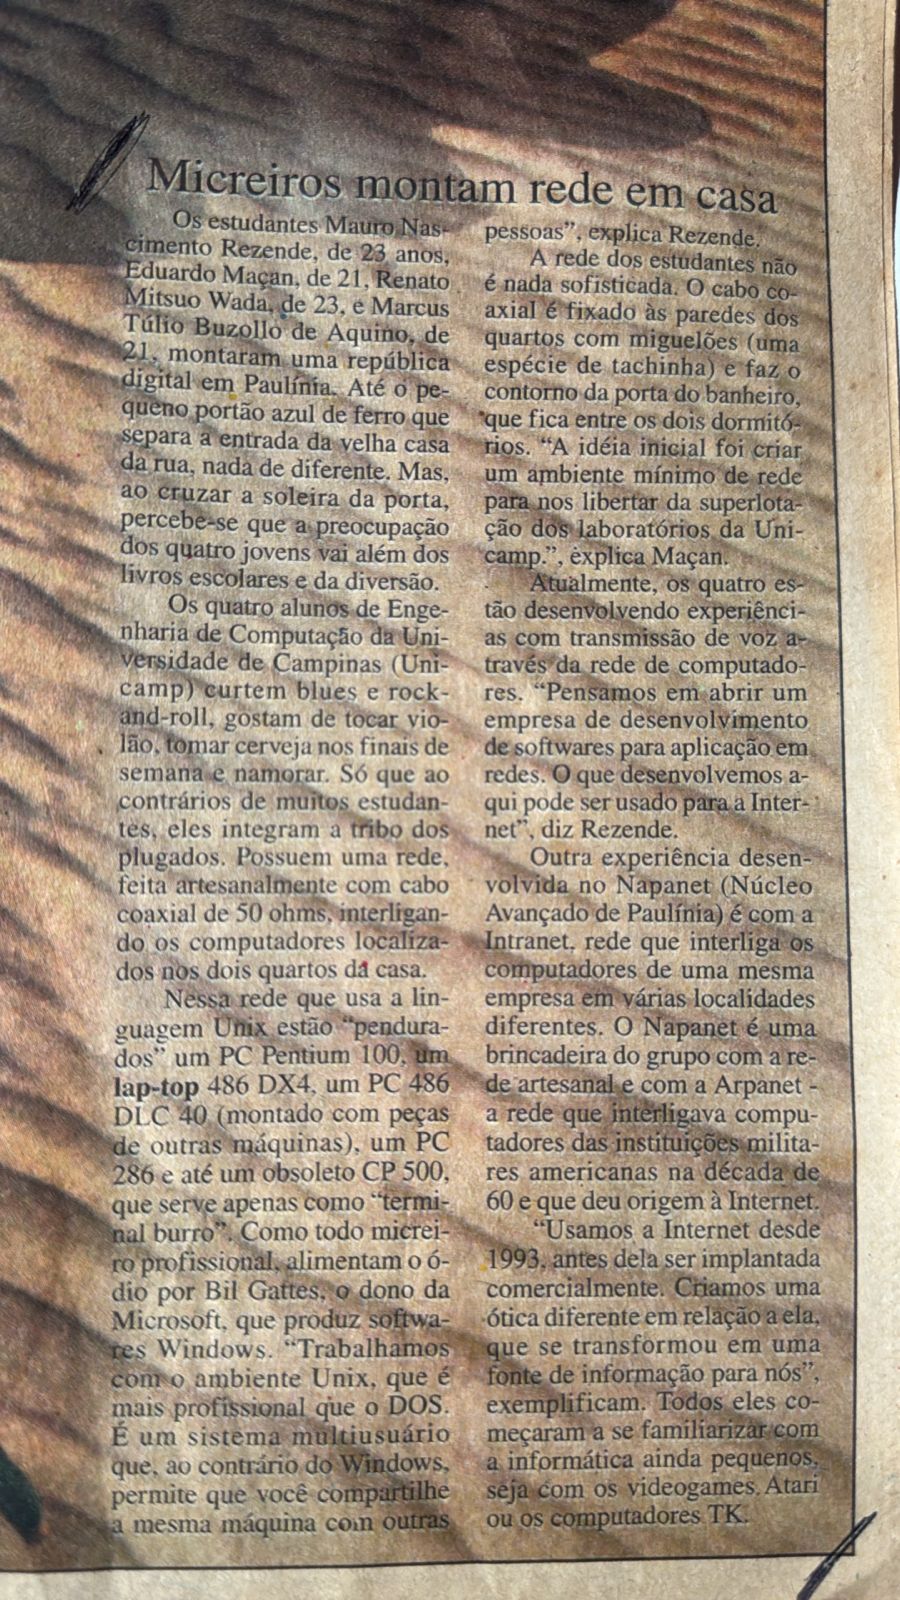 Micreiros montam rede em casa
Os estudantes Mauro Nas-
cimento Rezende, de 23 anos,
Eduardo Maçan, de 21, Renato
Mitsuo Wada, de 23, e Marcus
Túlio Buzollo de Aquino, de
21, montaram uma república
digital em Paulínia. Até o pe-
queno portão azul de ferro que
separa a entrada da velha casa
da rua, nada de diferente. Mas,
ao cruzar a soleira da porta,
percebe-se que a preocupação
dos quatro jovens vai além dos
livros escolares e da diversão.
Os quatro alunos de Enge-
nharia de Computação da Uni-
versidade de Campinas (Uni-
camp) curtem blues e rock-
and-roll, gostam de tocar vio-
lão, tomar cerveja nos finais de
semana e namorar. Só que ao
contrários de muitos estudan-
tes, eles integram a tribo dos
plugados. Possuem uma rede,
feita artesanalmente com cabo
coaxial de 50 ohms, interligan-
do os computadores localiza-
dos nos dois quartos da casa.
Nessa rede que usa a lin-
guagem Unix estão “pendura-
dos” um PC Pentium 100, um
lap-top 486 DX4, um PC 486
DLC 40 (montado com peças
de outras máquinas), um PC
286 e até um obsoleto CP 500,
que serve apenas como “termi-
nal burro”. Como todo micrei-
ro profissional, alimentam o ó-
dio por Bil Gattes, o dono da
Microsoft, que produz softwa-
res Windows. “Trabalhamos
com o ambiente Unix, que é
mais profissional que o DOS.
É um sistema multiusuário
que, ao contrário do Windows,
permite que você compartilhe
a mesma máquina com outras
pessoas”, explica Rezende.
A rede dos estudantes não
é nada sofisticada. O cabo co-
axial é fixado às paredes dos
quartos com miguelões (uma
espécie de tachinha) e faz o
contorno da porta do banheiro,
que fica entre os dois dormitó-
rios. “A idéia inicial foi criar
um ambiente mínimo de rede
para nos libertar da superlota-
ção dos laboratórios da Uni-
camp.”, explica Maçan.
Atualmente, os quatro es-
tão desenvolvendo experiênci-
as com transmissão de voz a-
través da rede de computado-
res. “Pensamos em abrir um
empresa de desenvolvimento
de softwares para aplicação em
redes. O que desenvolvemos a-
qui pode ser usado para a Inter-
net”, diz Rezende.
Outra experiência desen-
volvida no Napanet (Núcleo
Avançado de Paulínia) é com a
Intranet, rede que interliga os
computadores de uma mesma
empresa em várias localidades
diferentes. O Napanet é uma
brincadeira do grupo com a re-
de artesanal e com a Arpanet -
a rede que interligava compu-
tadores das instituições milita-
res americanas na década de
60 e que deu origem à Internet.
“Usamos a Internet desde
1993, antes dela ser implantada
comercialmente. Criamos uma
ótica diferente em relação a ela,
que se transformou em uma
fonte de informação para nós”,
exemplificam. Todos eles co-
meçaram a se familiarizar com
a informática ainda pequenos,
seja com os videogames Atari
ou os computadores TK.